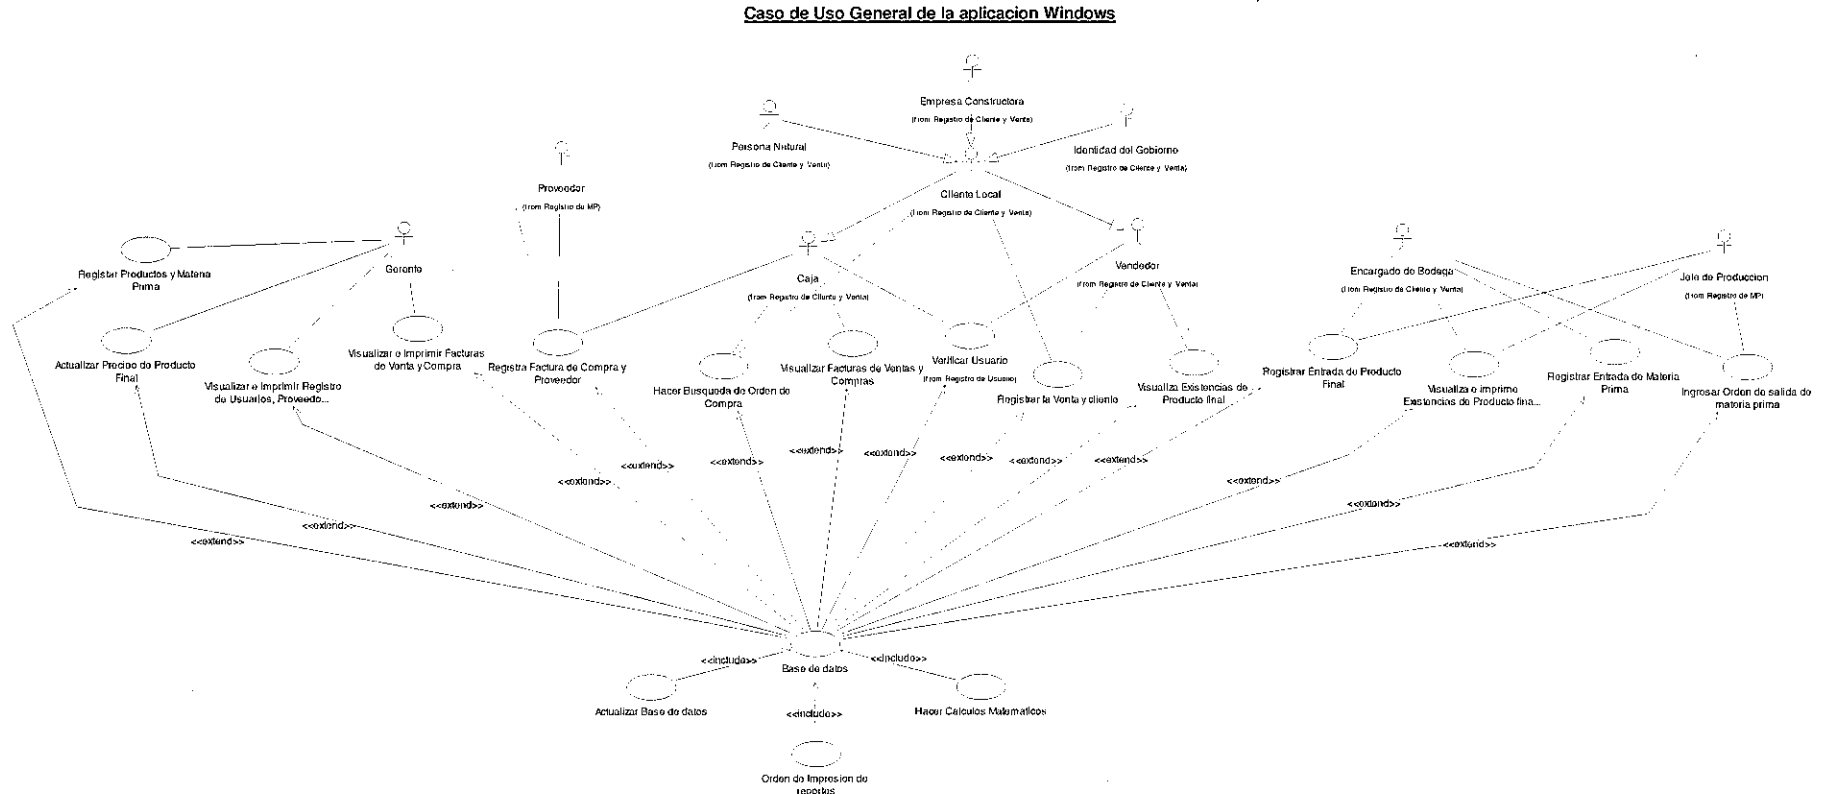 Caso de Uso General de la aplicacion Windows
Empresa Constructora
(from Registro de Cliente y Venta)
Persona Natural
(from Registro de Cliente y Venta)
Identidad del Gobierno
(from Registro de Cliente y Venta)
Proveedor
(from Registro de MP)
Cliente Local
(from Registro de Cliente y Venta)
Gerente
Caja
(from Registro de Cliente y Venta)
Vendedor
(from Registro de Cliente y Venta)
Encargado de Bodega
(from Registro de Cliente y Venta)
Jefe de Produccion
(from Registro de MP)
Registar Productos y Materia
Prima
Actualizar Precios de Producto
Final
Visualizar e Imprimir Registro
de Usuarios, Proveedo...
Visualizar e Imprimir Facturas
de Venta y Compra
Registra Factura de Compra y
Proveedor
Hacer Busqueda de Orden de
Compra
Visualizar Facturas de Ventas y
Compras
Verificar Usuario
(from Registro de Usuario)
Registrar la Venta y cliente
Visualiza Existencias de
Producto final
Registrar Entrada de Producto
Final
Visualiza e imprime
Existencias de Producto fina...
Registrar Entrada de Materia
Prima
Ingresar Orden de salida de
materia prima
<<extend>>
<<extend>>
<<extend>>
<<extend>>
<<extend>>
<<extend>>
<<extend>>
<<extend>>
<<extend>>
<<extend>>
<<extend>>
<<extend>>
<<extend>>
<<extend>>
<<include>>
<<include>>
Base de datos
Actualizar Base de datos
<<include>>
Hacer Calculos Matematicos
Orden de Impresion de
reportes